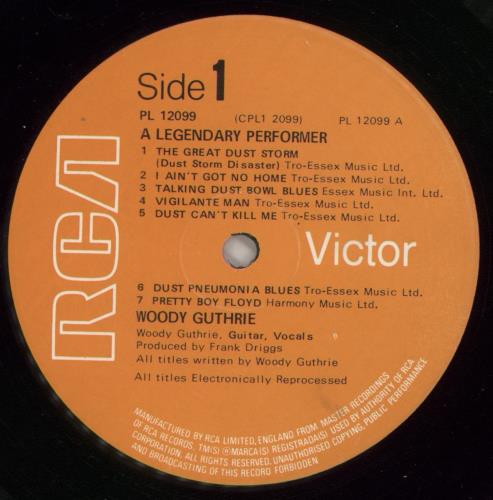 Side 1
PL 12099 (CPL1 2099) PL 12099 A
A LEGENDARY PERFORMER
1 THE GREAT DUST STORM
(Dust Storm Disaster) Tro-Essex Music Ltd.
2 I AIN'T GOT NO HOME Tro-Essex Music Ltd.
3 TALKING DUST BOWL BLUES Essex Music Int. Ltd.
4 VIGILANTE MAN Tro-Essex Music Ltd.
5 DUST CAN'T KILL ME Tro-Essex Music Ltd.
RCA
Victor
6 DUST PNEUMONIA BLUES Tro-Essex Music Ltd.
7 PRETTY BOY FLOYD Harmony Music Ltd.
WOODY GUTHRIE
Woody Guthrie, Guitar, Vocals
Produced by Frank Driggs
All titles written by Woody Guthrie
All titles Electronically Reprocessed
MANUFACTURED BY RCA LIMITED, ENGLAND FROM MASTER RECORDINGS
OF RCA RECORDS. TM(S) ® MARCA(S) REGISTRADA(S) USED BY AUTHORITY OF RCA
CORPORATION. ALL RIGHTS RESERVED. UNAUTHORISED COPYING, PUBLIC PERFORMANCE
AND BROADCASTING OF THIS RECORD FORBIDDEN